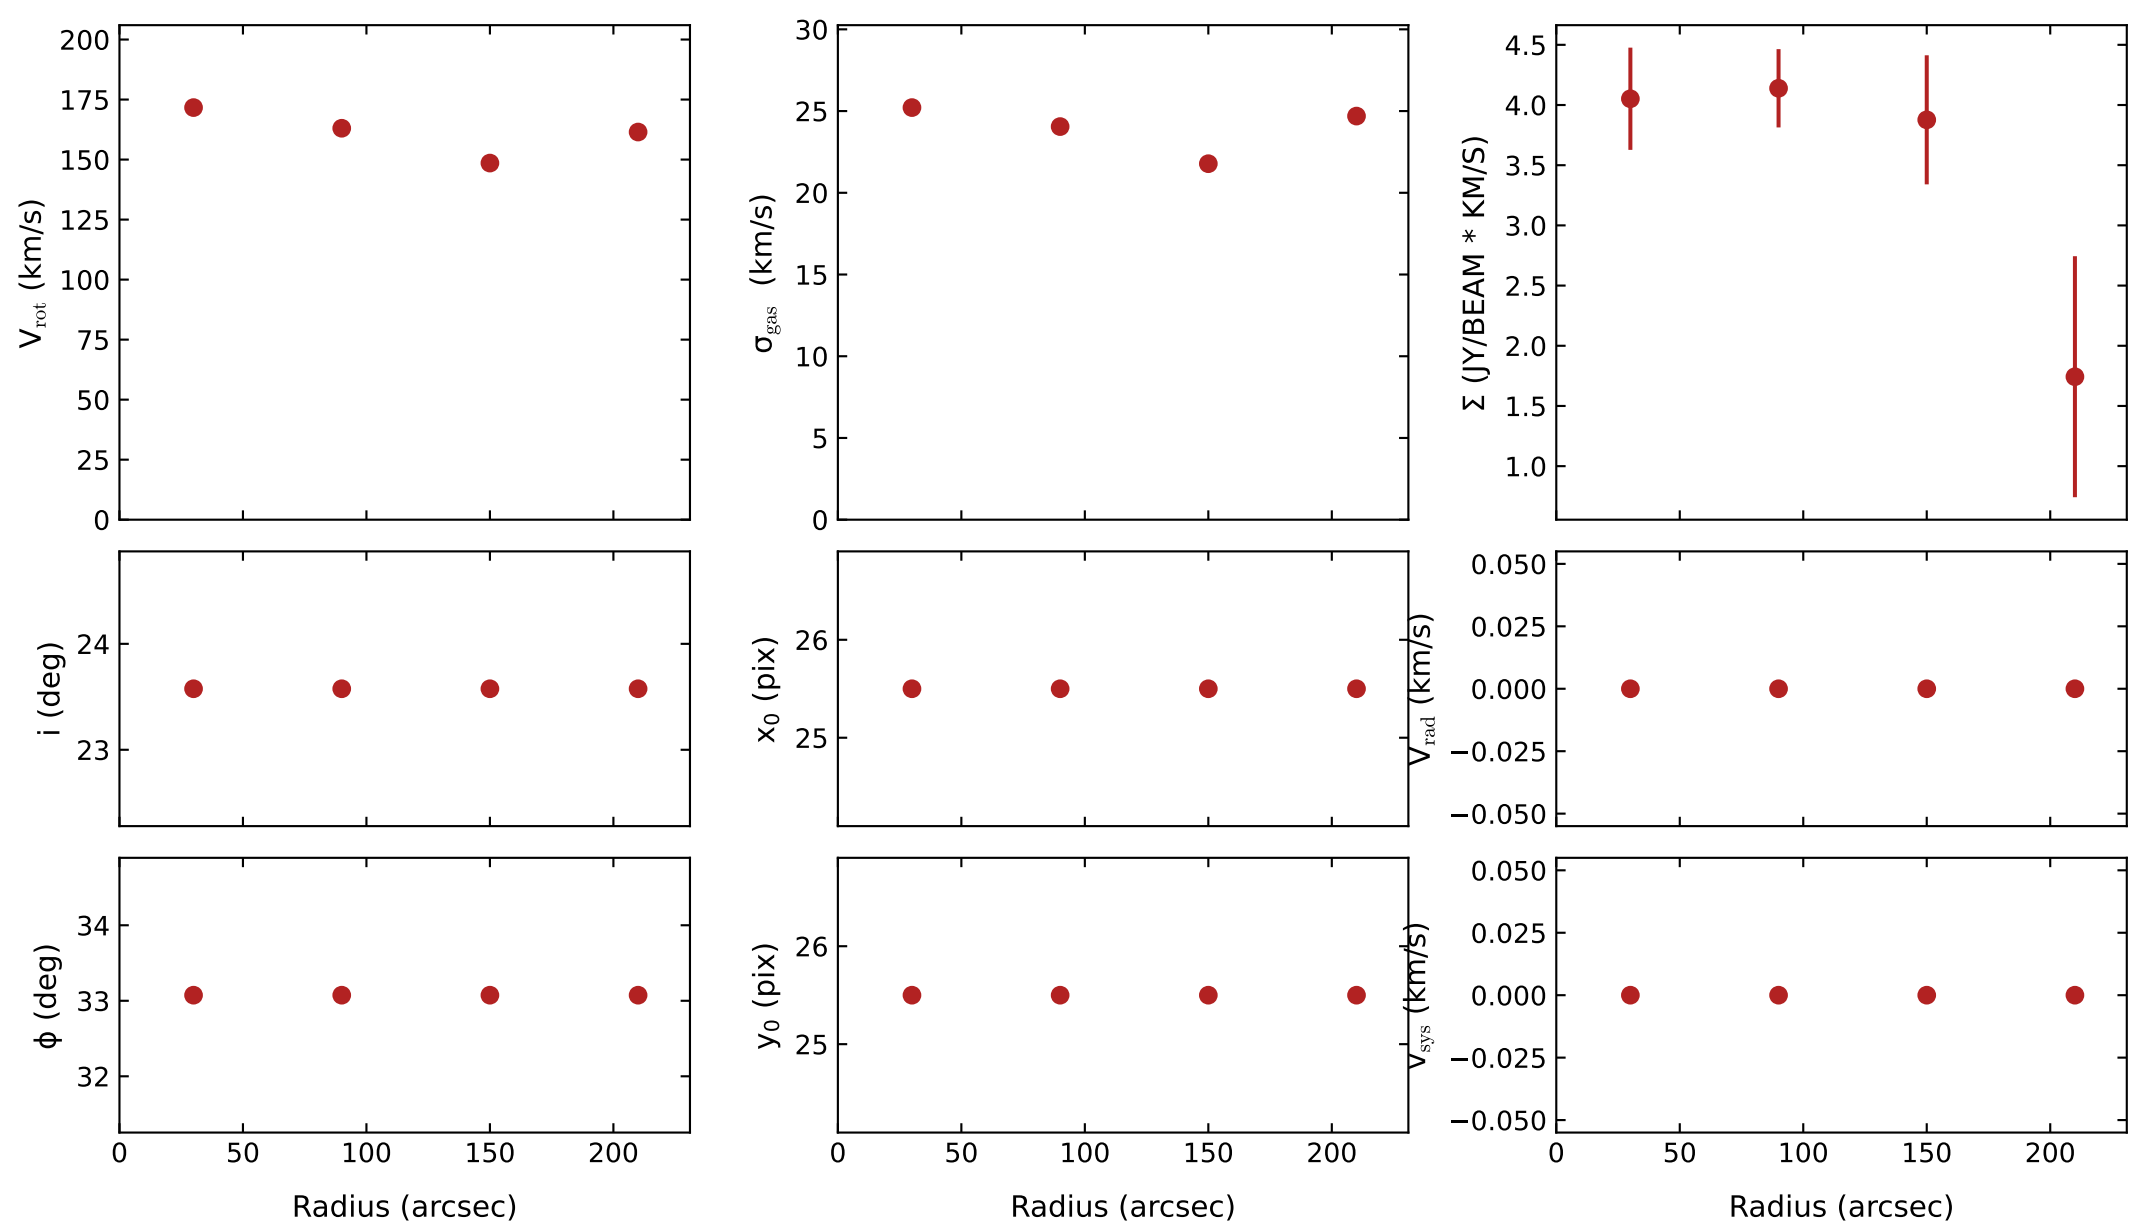 200
175
150
125
100
75
50
25
0
V_rot (km/s)
30
25
20
15
10
5
0
σ_gas (km/s)
4.5
4.0
3.5
3.0
2.5
2.0
1.5
1.0
Σ (JY/BEAM * KM/S)
24
23
i (deg)
26
25
x_0 (pix)
0.050
0.025
0.000
−0.025
−0.050
V_rad (km/s)
34
33
32
ϕ (deg)
0 50 100 150 200
Radius (arcsec)
26
25
y_0 (pix)
0 50 100 150 200
Radius (arcsec)
0.050
0.025
0.000
−0.025
−0.050
V_sys (km/s)
0 50 100 150 200
Radius (arcsec)